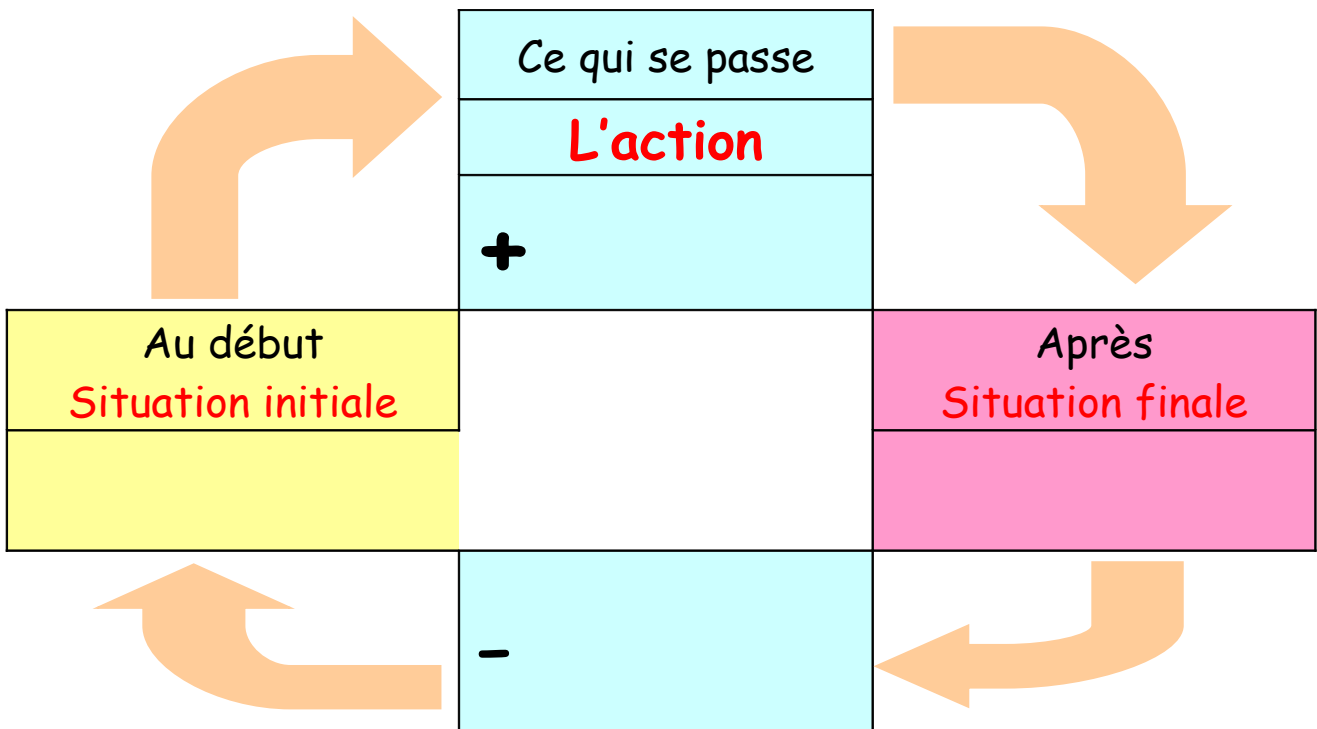 Ce qui se passe
L'action
+
Au début
Situation initiale
Après
Situation finale
-